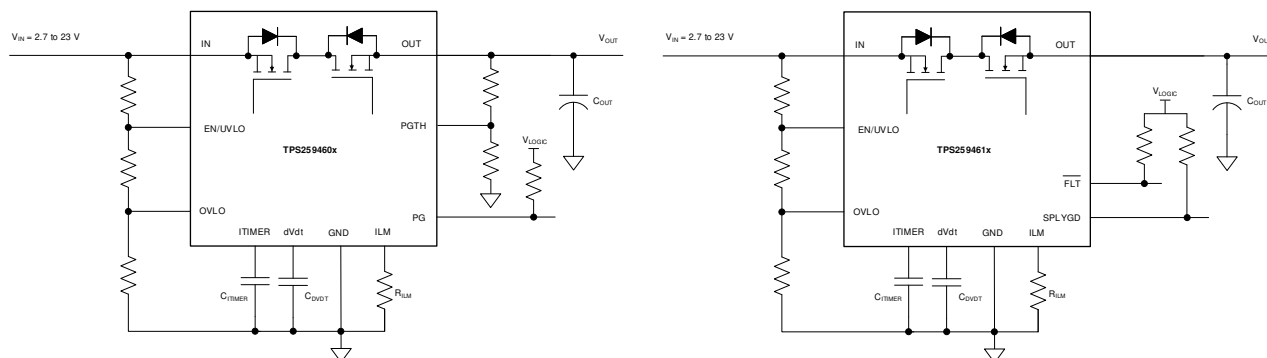 VIN = 2.7 to 23 V
IN
OUT
VOUT
COUT
EN/UVLO
PGTH
VLOGIC
TPS259460x
OVLO
PG
ITIMER dVdt GND ILM
CITIMER
CDVDT
RILM
VIN = 2.7 to 23 V
IN
OUT
VOU
VLOGIC
COUT
EN/UVLO
TPS259461x
FLT
OVLO
SPLYGD
ITIMER dVdt GND ILM
CITIMER
CDVDT
RILM